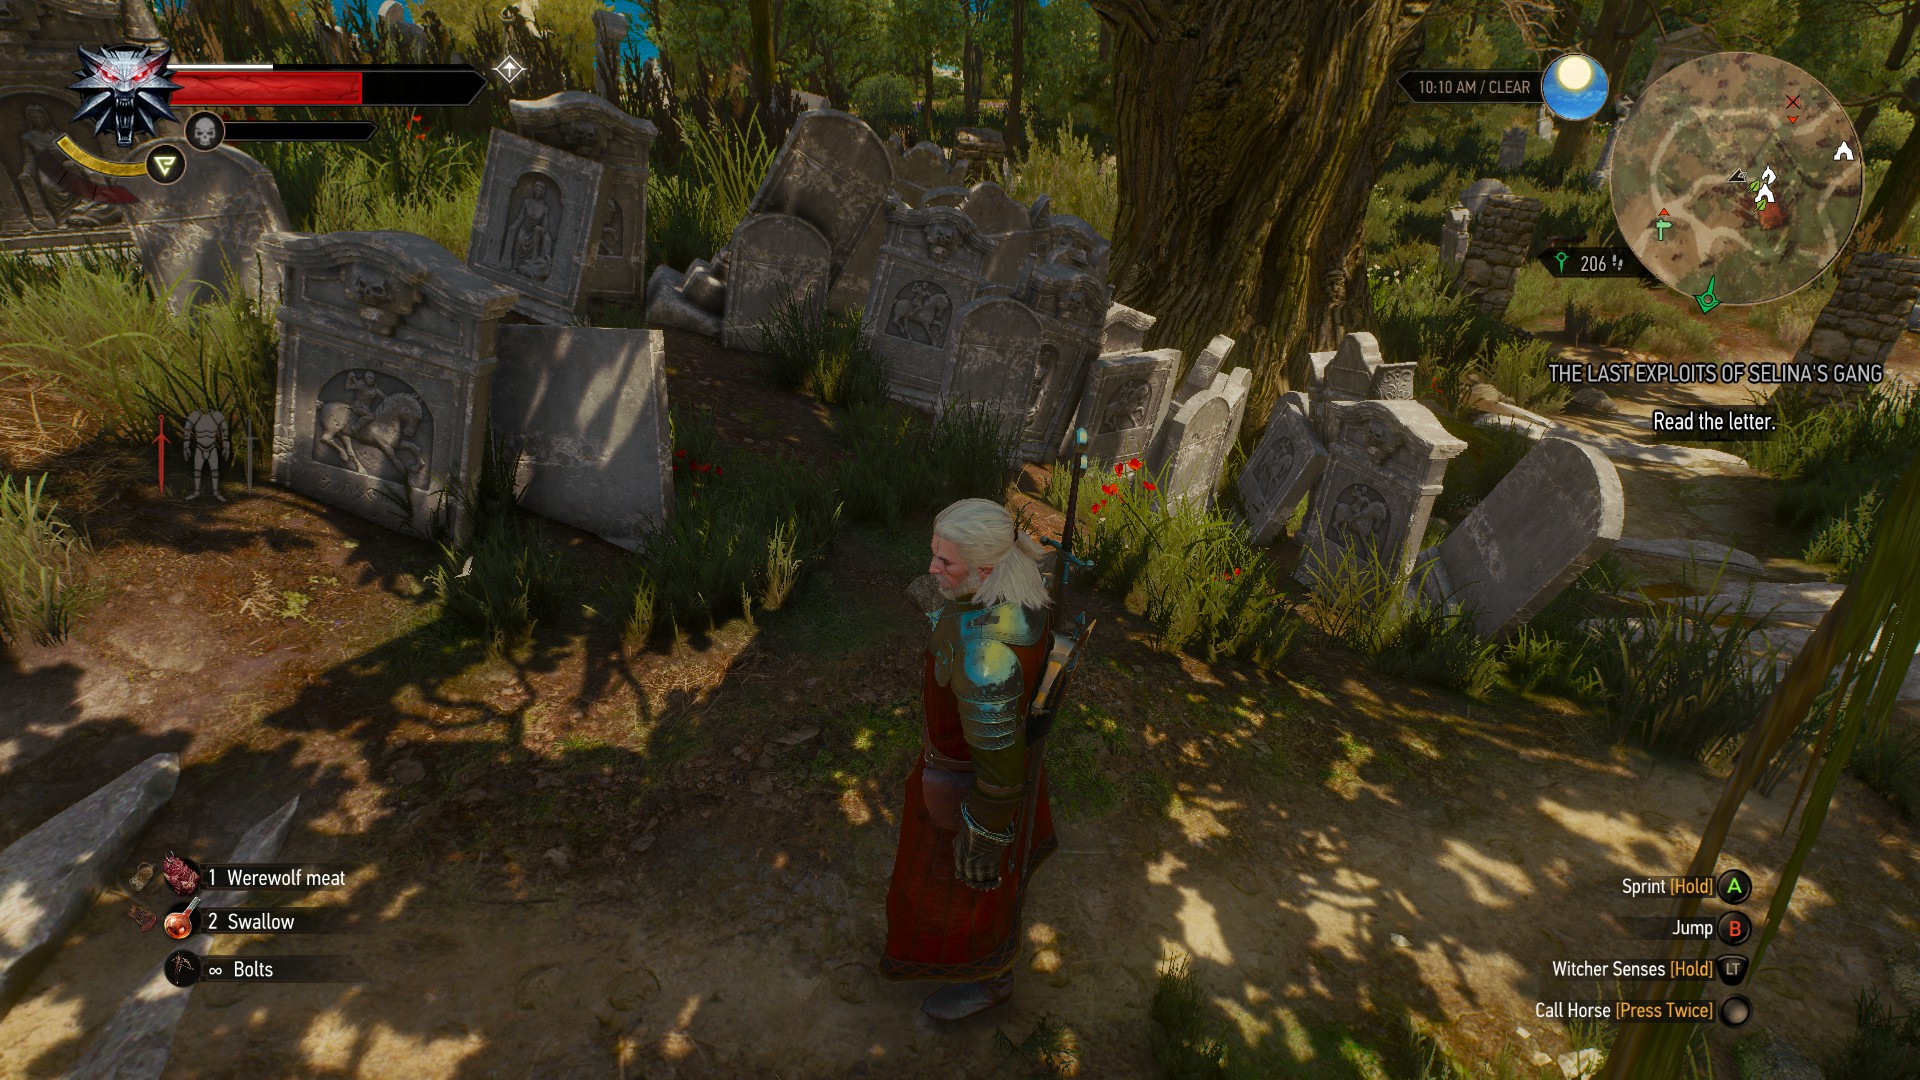 10:10 AM / CLEAR
206
THE LAST EXPLOITS OF SELINA'S GANG
Read the letter.
1 Werewolf meat
2 Swallow
∞ Bolts
Sprint [Hold] A
Jump B
Witcher Senses [Hold] LT
Call Horse [Press Twice]